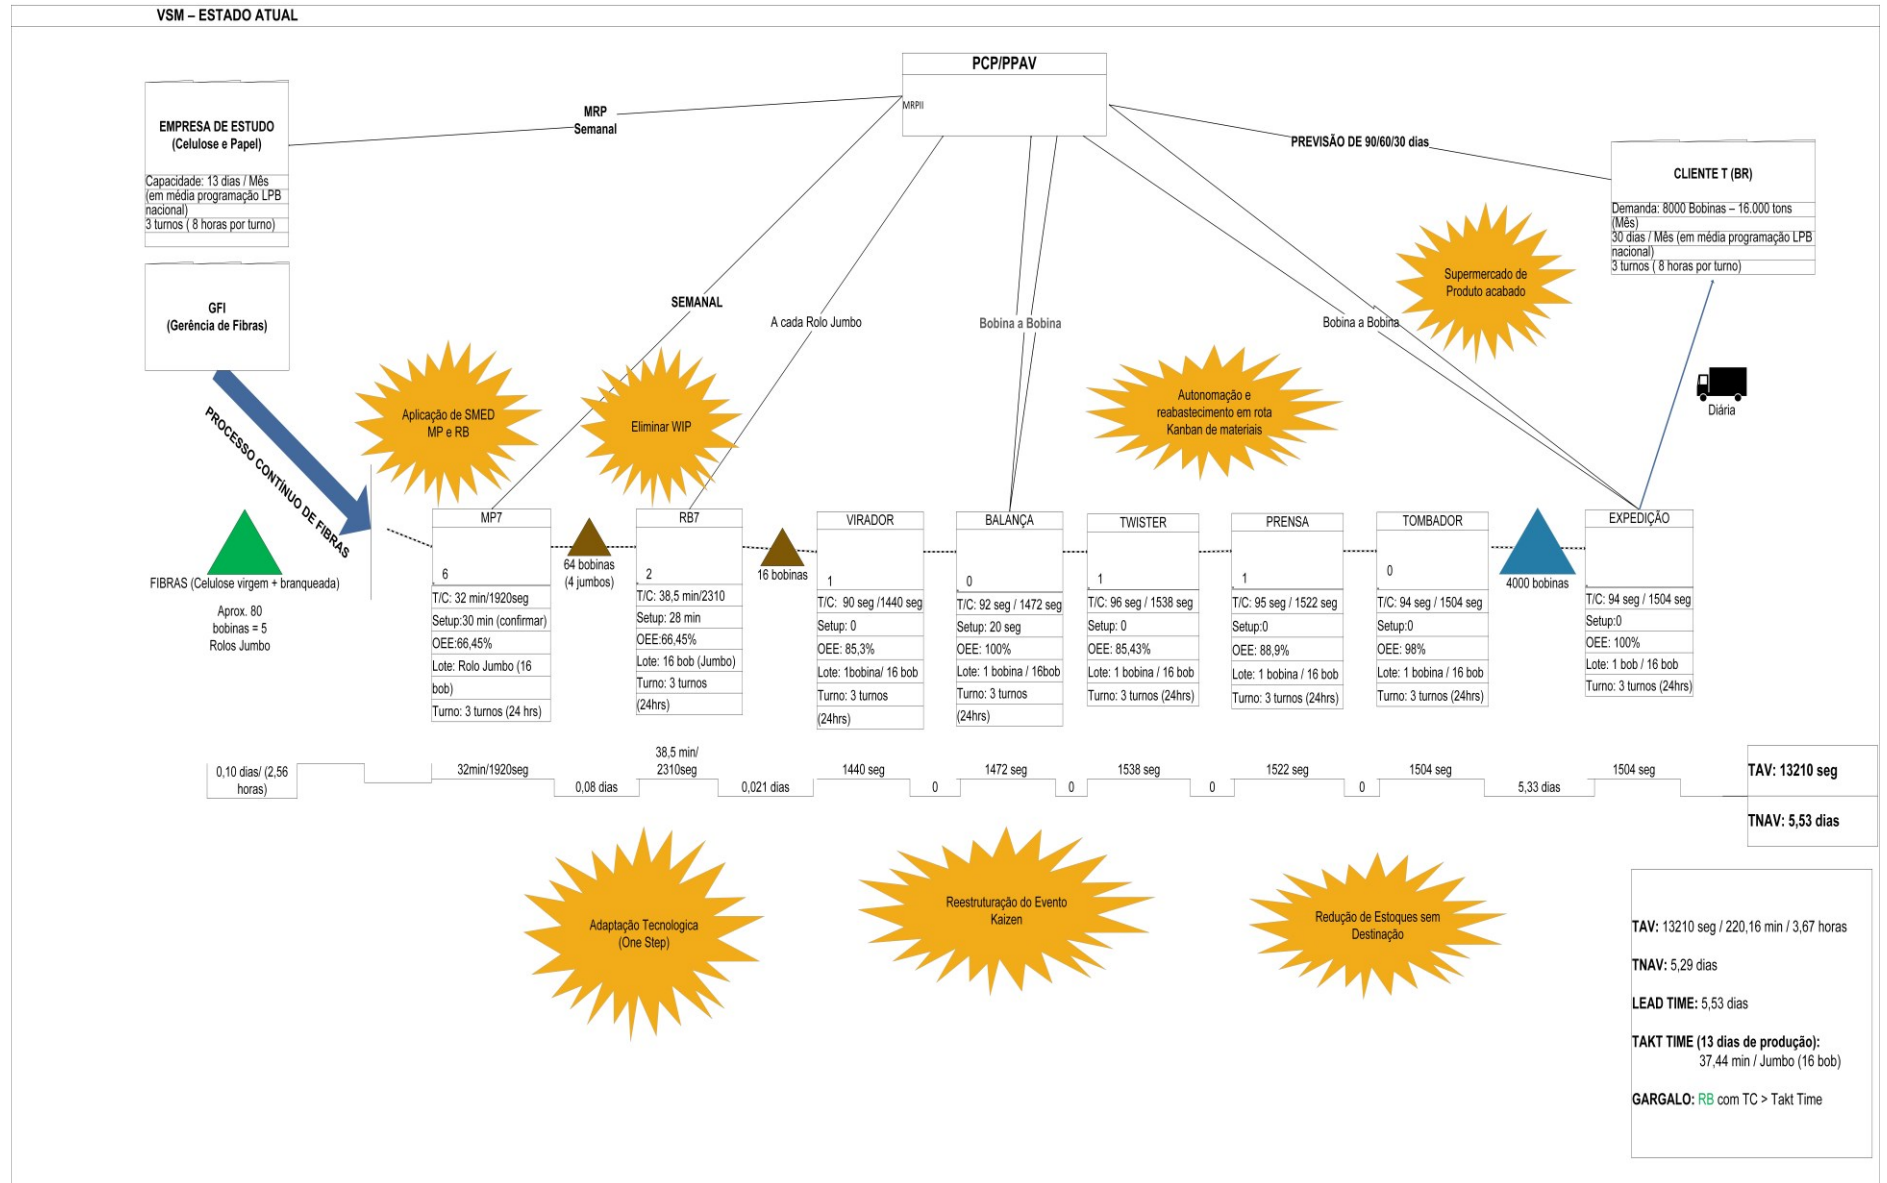 VSM – ESTADO ATUAL
PCP/PPAV
MRPII
EMPRESA DE ESTUDO
(Celulose e Papel)
Capacidade: 13 dias / Mês
(em média programação LPB
nacional)
3 turnos ( 8 horas por turno)
MRP
Semanal
PREVISÃO DE 90/60/30 dias
CLIENTE T (BR)
Demanda: 8000 Bobinas – 16.000 tons
(Mês)
30 dias / Mês (em média programação LPB
nacional)
3 turnos ( 8 horas por turno)
GFI
(Gerência de Fibras)
SEMANAL
A cada Rolo Jumbo
Bobina a Bobina
Bobina a Bobina
Supermercado de
Produto acabado
Diária
PROCESSO CONTÍNUO DE FIBRAS
Aplicação de SMED
MP e RB
Eliminar WIP
Autonomação e
reabastecimento em rota
Kanban de materiais
FIBRAS (Celulose virgem + branqueada)
Aprox. 80
bobinas = 5
Rolos Jumbo
MP7
6
T/C: 32 min/1920seg
Setup:30 min (confirmar)
OEE:66,45%
Lote: Rolo Jumbo (16
bob)
Turno: 3 turnos (24 hrs)
64 bobinas
(4 jumbos)
RB7
2
T/C: 38,5 min/2310
Setup: 28 min
OEE:66,45%
Lote: 16 bob (Jumbo)
Turno: 3 turnos
(24hrs)
16 bobinas
VIRADOR
1
T/C: 90 seg /1440 seg
Setup: 0
OEE: 85,3%
Lote: 1bobina/ 16 bob
Turno: 3 turnos
(24hrs)
BALANÇA
0
T/C: 92 seg / 1472 seg
Setup: 20 seg
OEE: 100%
Lote: 1 bobina / 16bob
Turno: 3 turnos
(24hrs)
TWISTER
1
T/C: 96 seg / 1538 seg
Setup: 0
OEE: 85,43%
Lote: 1 bobina / 16 bob
Turno: 3 turnos (24hrs)
PRENSA
1
T/C: 95 seg / 1522 seg
Setup:0
OEE: 88,9%
Lote: 1 bobina / 16 bob
Turno: 3 turnos (24hrs)
TOMBADOR
0
T/C: 94 seg / 1504 seg
Setup:0
OEE: 98%
Lote: 1 bobina / 16 bob
Turno: 3 turnos (24hrs)
4000 bobinas
EXPEDIÇÃO
T/C: 94 seg / 1504 seg
Setup:0
OEE: 100%
Lote: 1 bob / 16 bob
Turno: 3 turnos (24hrs)
0,10 dias/ (2,56
horas)
32min/1920seg
0,08 dias
38,5 min/
2310seg
0,021 dias
1440 seg
0
1472 seg
0
1538 seg
0
1522 seg
0
1504 seg
5,33 dias
1504 seg
TAV: 13210 seg
TNAV: 5,53 dias
Adaptação Tecnologica
(One Step)
Reestruturação do Evento
Kaizen
Redução de Estoques sem
Destinação
TAV: 13210 seg / 220,16 min / 3,67 horas
TNAV: 5,29 dias
LEAD TIME: 5,53 dias
TAKT TIME (13 dias de produção):
37,44 min / Jumbo (16 bob)
GARGALO: RB com TC > Takt Time